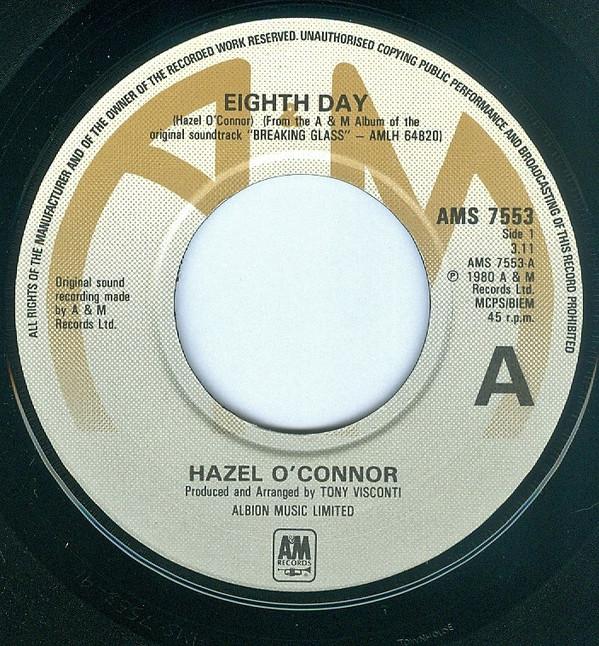 ALL RIGHTS OF THE MANUFACTURER AND OF THE OWNER OF THE RECORDED WORK RESERVED. UNAUTHORISED COPYING PUBLIC PERFORMANCE AND BROADCASTING OF THIS RECORD PROHIBITED
EIGHTH DAY
(Hazel O'Connor) (From the A & M Album of the
original soundtrack "BREAKING GLASS" – AMLH 64820)
AMS 7553
Side 1
3.11
AMS 7553-A
℗ 1980 A & M
Records Ltd.
MCPS/BIEM
45 r.p.m.
Original sound
recording made
by A & M
Records Ltd.
A
HAZEL O'CONNOR
Produced and Arranged by TONY VISCONTI
ALBION MUSIC LIMITED
A&M
RECORDS
TOWNHOUSE